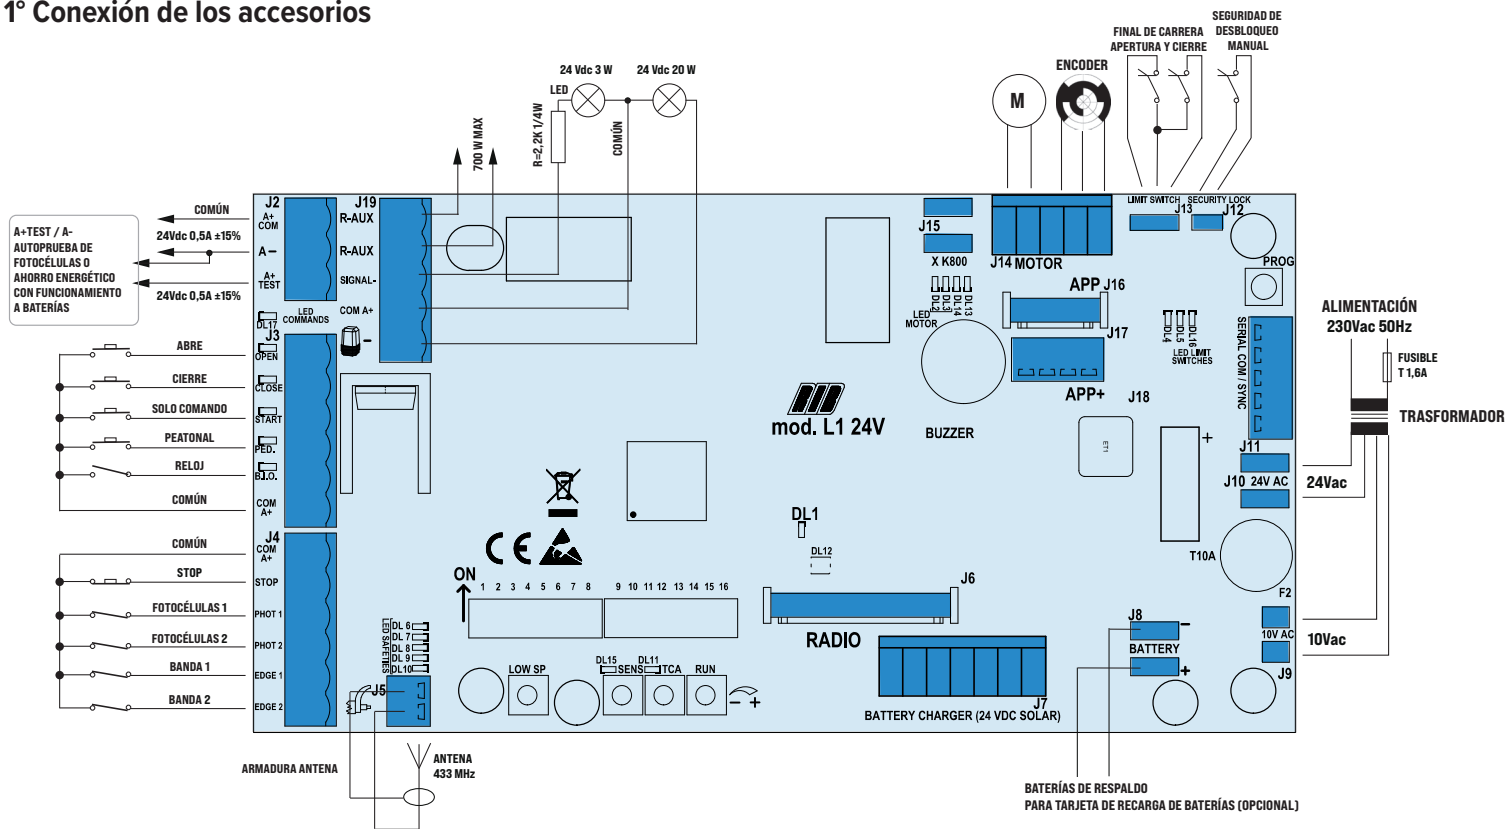 1° Conexión de los accesorios
SEGURIDAD DE
DESBLOQUEO
MANUAL
FINAL DE CARRERA
APERTURA Y CIERRE
ENCODER
M
24 Vdc 3 W
24 Vdc 20 W
LED
R=2,2K 1/4W
COMÚN
700 W MAX
A+TEST / A-
AUTOPRUEBA DE
FOTOCÉLULAS O
AHORRO ENERGÉTICO
CON FUNCIONAMIENTO
A BATERÍAS
COMÚN
24Vdc 0,5A ±15%
24Vdc 0,5A ±15%
J2
A+
COM
A-
A+
TEST
LED
COMMANDS
DL17
J19
R-AUX
R-AUX
SIGNAL-
COM A+
-
J3
OPEN
CLOSE
START
PED.
B.I.O.
COM
A+
ABRE
CIERRE
SOLO COMANDO
PEATONAL
RELOJ
COMÚN
J4
COM
A+
STOP
PHOT 1
PHOT 2
EDGE 1
EDGE 2
COMÚN
STOP
FOTOCÉLULAS 1
FOTOCÉLULAS 2
BANDA 1
BANDA 2
J15
X K800
DL2
DL3
DL14
DL13
LED
MOTOR
BUZZER
J14 MOTOR
APP J16
J17
APP+
J18
ET1
LIMIT SWITCH
J13
SECURITY LOCK
J12
PROG
DL4
DL5
DL16
LED LIMIT
SWITCHES
SERIAL COM / SYNC
J11
J10 24V AC
24Vac
ALIMENTACIÓN
230Vac 50Hz
FUSIBLE
T 1,6A
TRASFORMADOR
+
T10A
F2
10V AC
J9
10Vac
mod. L1 24V
CE
DL1
DL12
ON
1 2 3 4 5 6 7 8
9 10 11 12 13 14 15 16
LED SAFETIES
DL 6
DL 7
DL 8
DL 9
DL10
J5
LOW SP
DL15
SENS
DL11
TCA
RUN
- +
J6
RADIO
J7
BATTERY CHARGER (24 VDC SOLAR)
J8
-
BATTERY
+
ARMADURA ANTENA
ANTENA
433 MHz
BATERÍAS DE RESPALDO
PARA TARJETA DE RECARGA DE BATERÍAS (OPCIONAL)